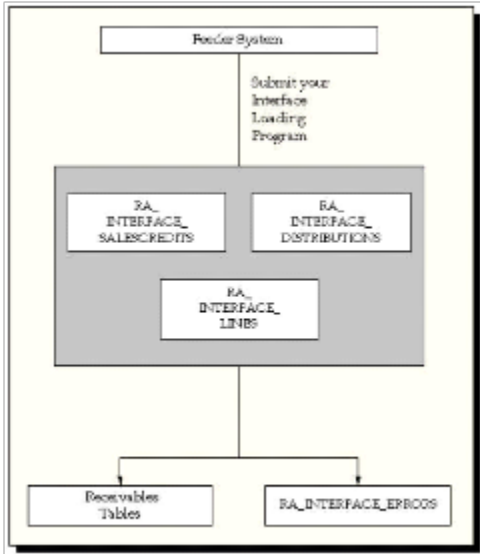 Feeder System
Submit your
Interface
Loading
Program
RA_
INTERFACE_
SALESCREDITS
RA_
INTERFACE_
DISTRIBUTIONS
RA_
INTERFACE_
LINES
Receivables
Tables
RA_INTERFACE_ERRORS